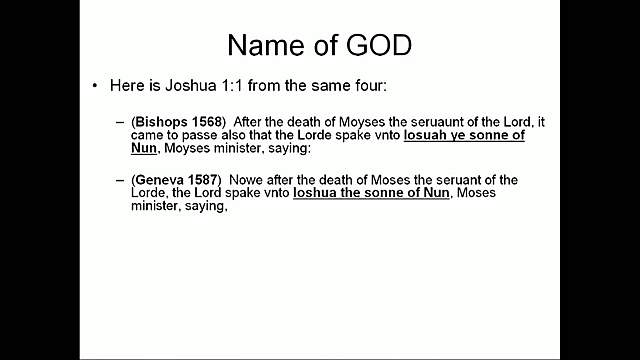 Name of GOD
• Here is Joshua 1:1 from the same four:
– (Bishops 1568) After the death of Moyses the seruaunt of the Lord, it
came to passe also that the Lorde spake vnto Iosuah ye sonne of
Nun, Moyses minister, saying:
– (Geneva 1587) Nowe after the death of Moses the seruant of the
Lorde, the Lord spake vnto Ioshua the sonne of Nun, Moses
minister, saying,